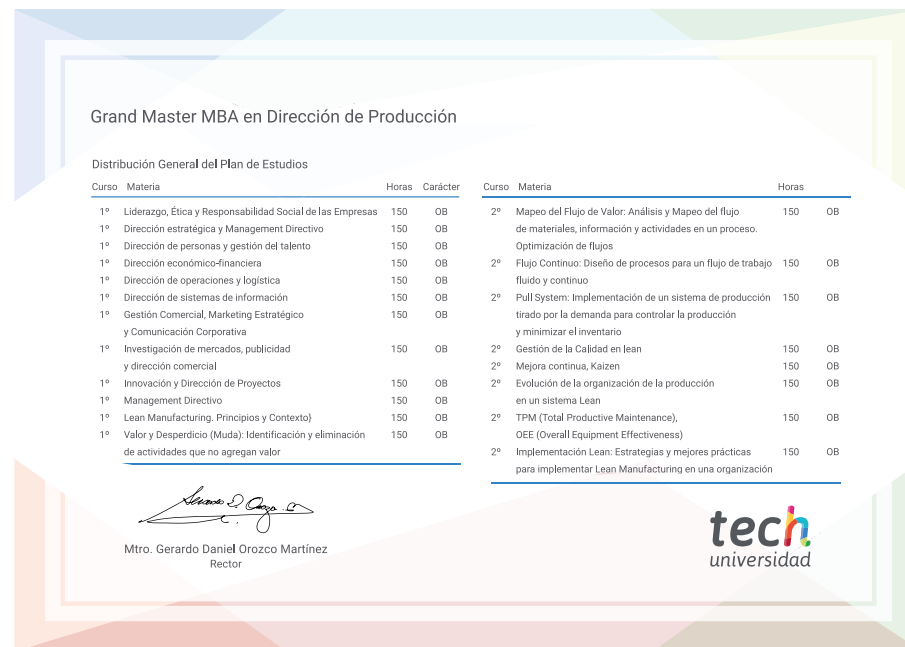 Grand Master MBA en Dirección de Producción
Distribución General del Plan de Estudios
Curso Materia Horas Carácter
1º Liderazgo, Ética y Responsabilidad Social de las Empresas 150 OB
1º Dirección estratégica y Management Directivo 150 OB
1º Dirección de personas y gestión del talento 150 OB
1º Dirección económico-financiera 150 OB
1º Dirección de operaciones y logística 150 OB
1º Dirección de sistemas de información 150 OB
1º Gestión Comercial, Marketing Estratégico 150 OB
y Comunicación Corporativa
1º Investigación de mercados, publicidad 150 OB
y dirección comercial
1º Innovación y Dirección de Proyectos 150 OB
1º Management Directivo 150 OB
1º Lean Manufacturing. Principios y Contexto} 150 OB
1º Valor y Desperdicio (Muda): Identificación y eliminación 150 OB
de actividades que no agregan valor
Curso Materia Horas
2º Mapeo del Flujo de Valor: Análisis y Mapeo del flujo 150 OB
de materiales, información y actividades en un proceso.
Optimización de flujos
2º Flujo Continuo: Diseño de procesos para un flujo de trabajo 150 OB
fluido y continuo
2º Pull System: Implementación de un sistema de producción 150 OB
tirado por la demanda para controlar la producción
y minimizar el inventario
2º Gestión de la Calidad en lean 150 OB
2º Mejora continua, Kaizen 150 OB
2º Evolución de la organización de la producción 150 OB
en un sistema Lean
2º TPM (Total Productive Maintenance), 150 OB
OEE (Overall Equipment Effectiveness)
2º Implementación Lean: Estrategias y mejores prácticas 150 OB
para implementar Lean Manufacturing en una organización
Mtro. Gerardo Daniel Orozco Martínez
Rector
tech
universidad